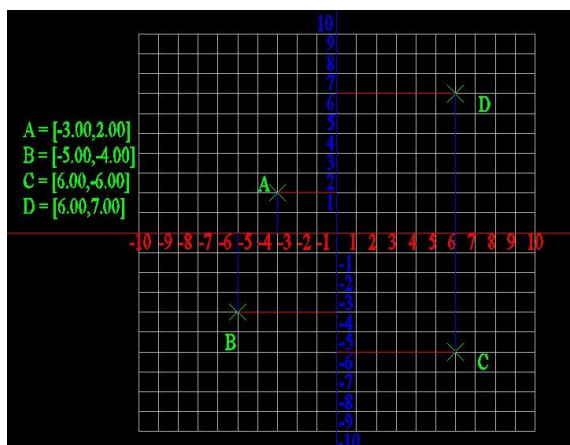 10
9
8
7
6
5
4
3
2
1
A
D
A = [-3.00,2.00]
B = [-5.00,-4.00]
C = [6.00,-6.00]
D = [6.00,7.00]
-10 -9 -8 -7 -6 -5 -4 -3 -2 -1 1 2 3 4 5 6 7 8 9 10
-1
-2
-3
-4
-5
-6
-7
-8
-9
-10
B
C